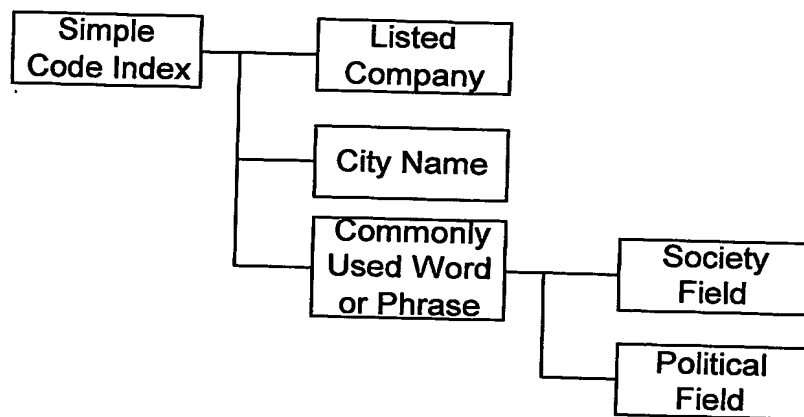 Simple
Code Index
Listed
Company
City Name
Commonly
Used Word
or Phrase
Society
Field
Political
Field